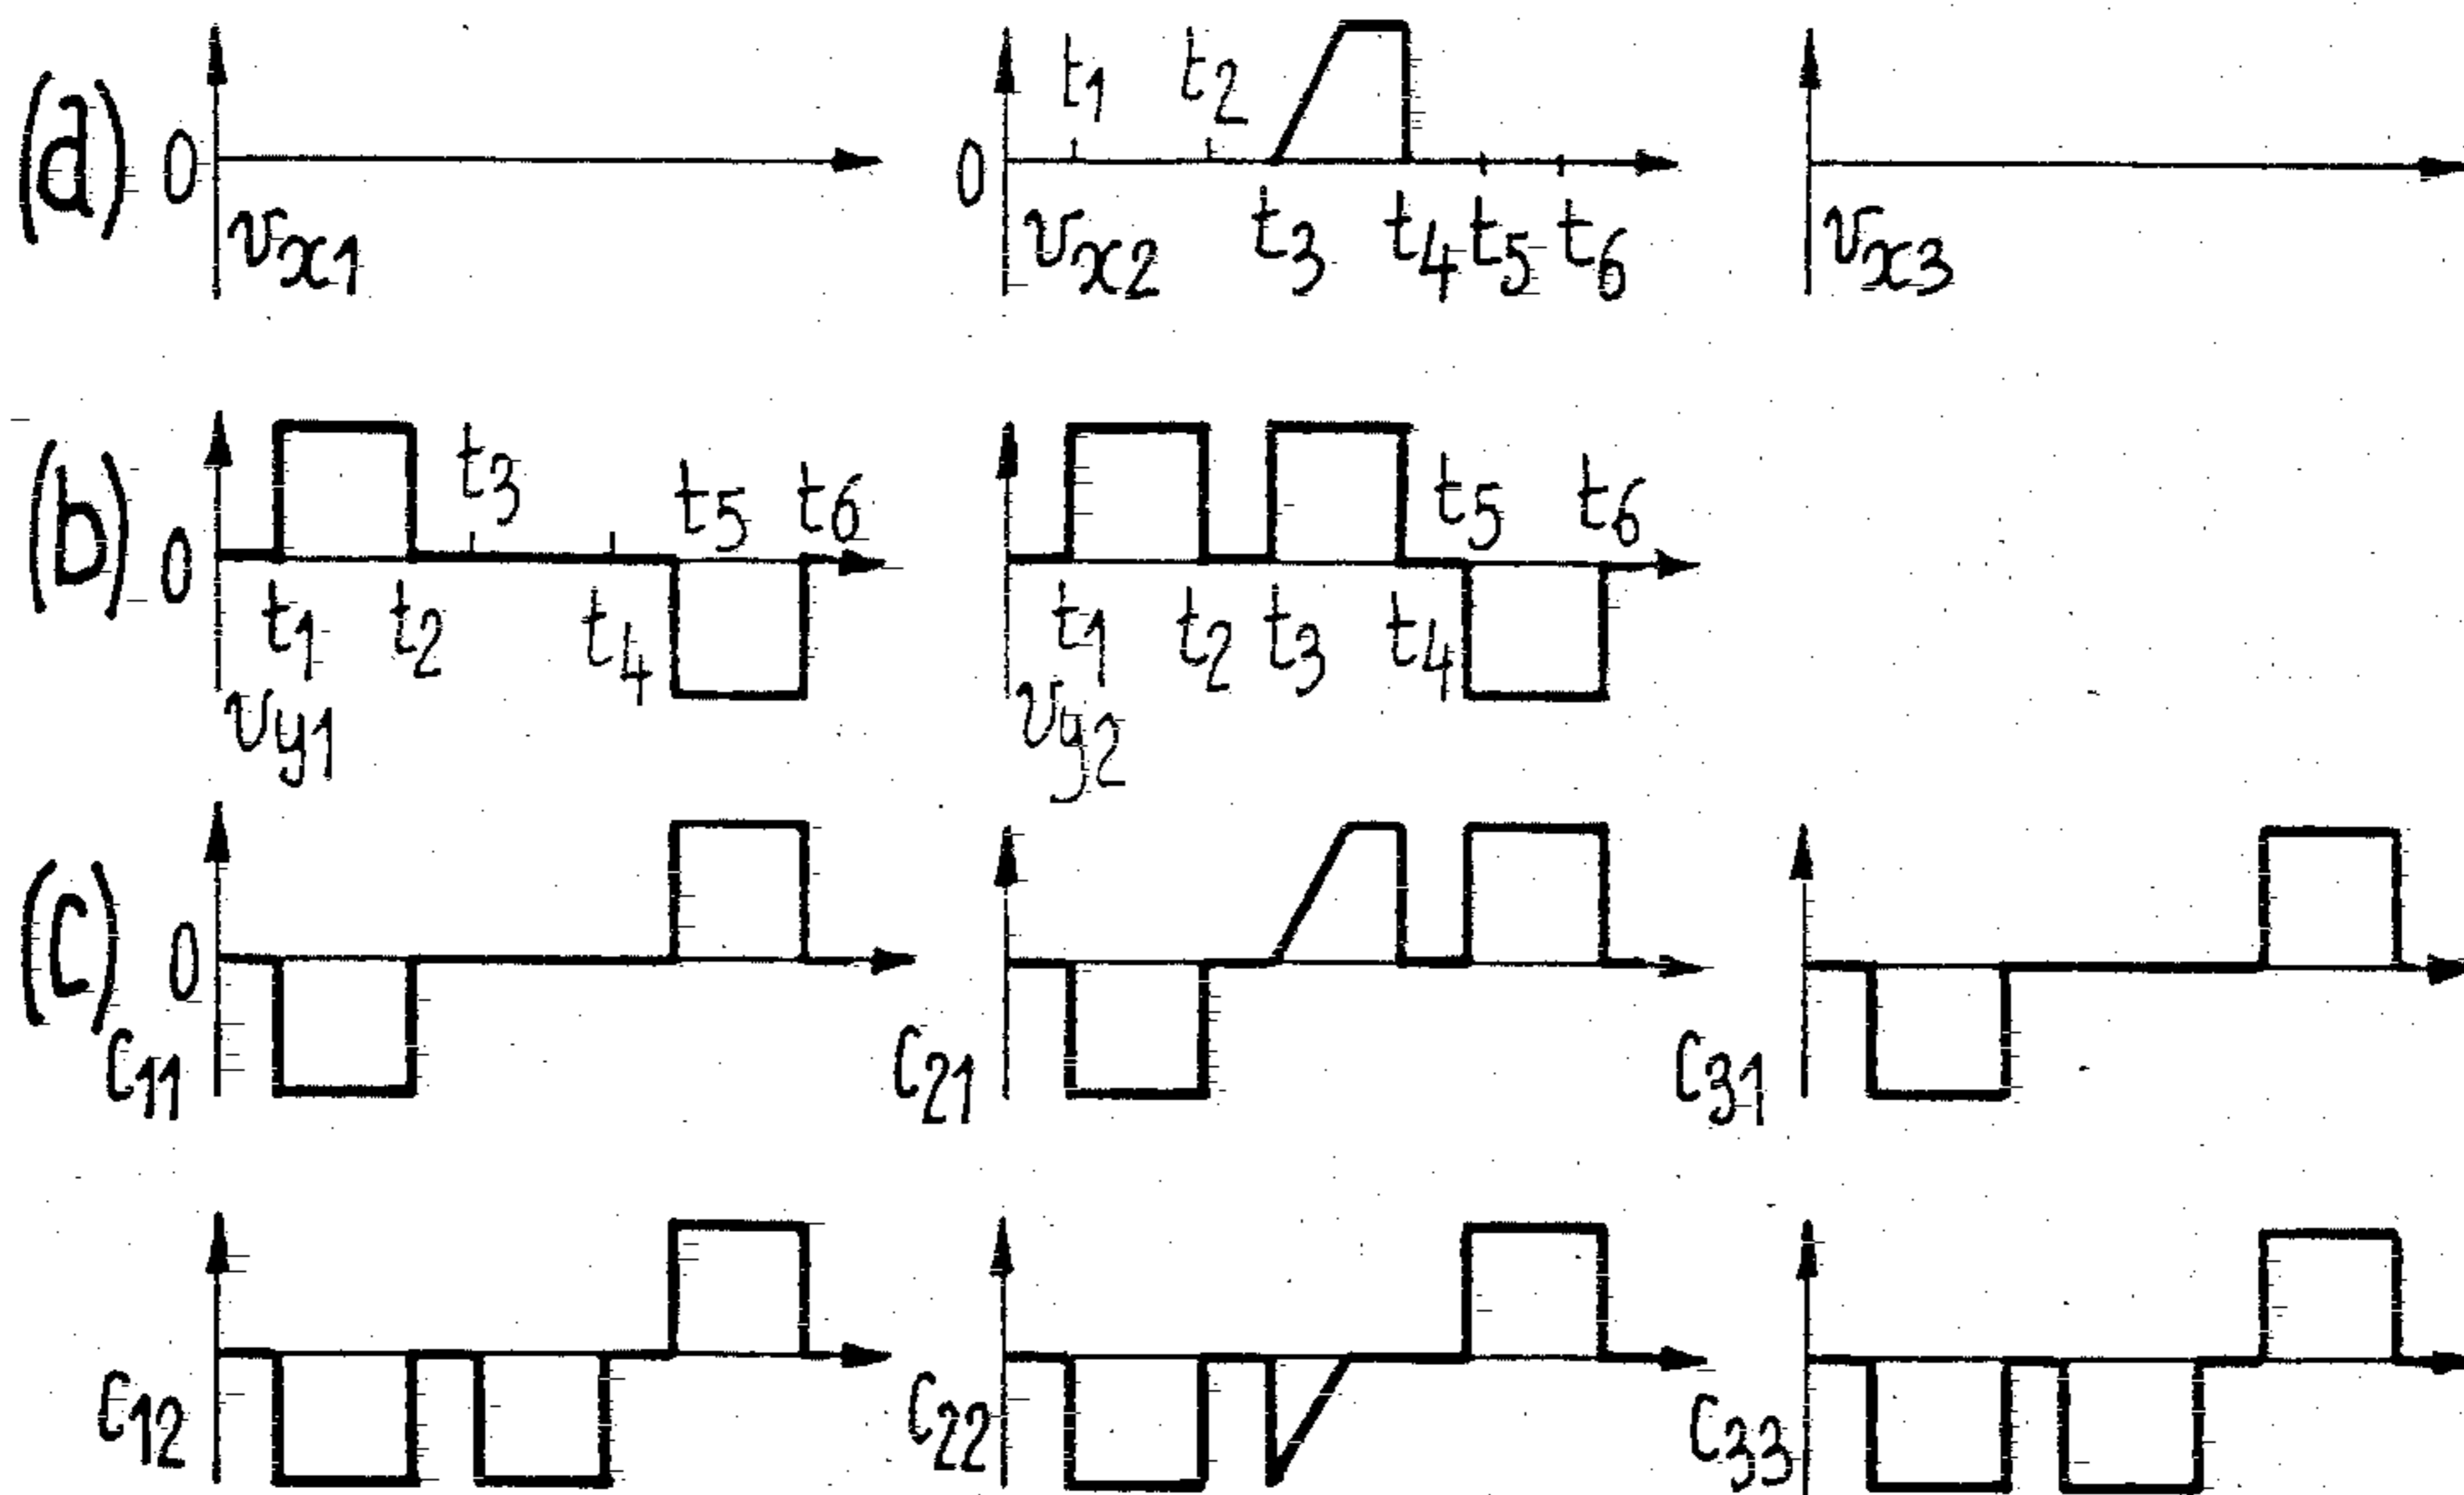 t1 t2
(a) 0 0
vx1 vx2 t3 t4 t5 t6 vx3
t3 t5 t6 t5 t6
(b) 0
t1 t2 t4 t1 t2 t3 t4
vy1 vy2
(c) 0
c11 c21 c31
c12 c22 c33